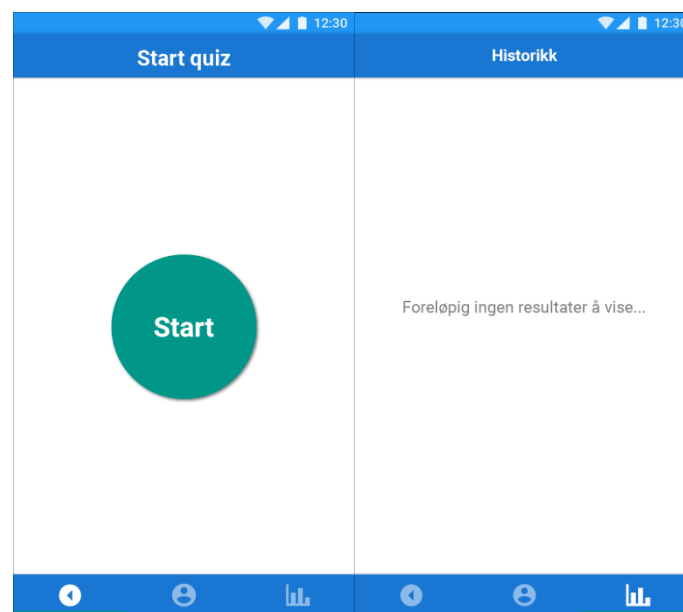 12:30
Start quiz
Start
12:30
Historikk
Foreløpig ingen resultater å vise...